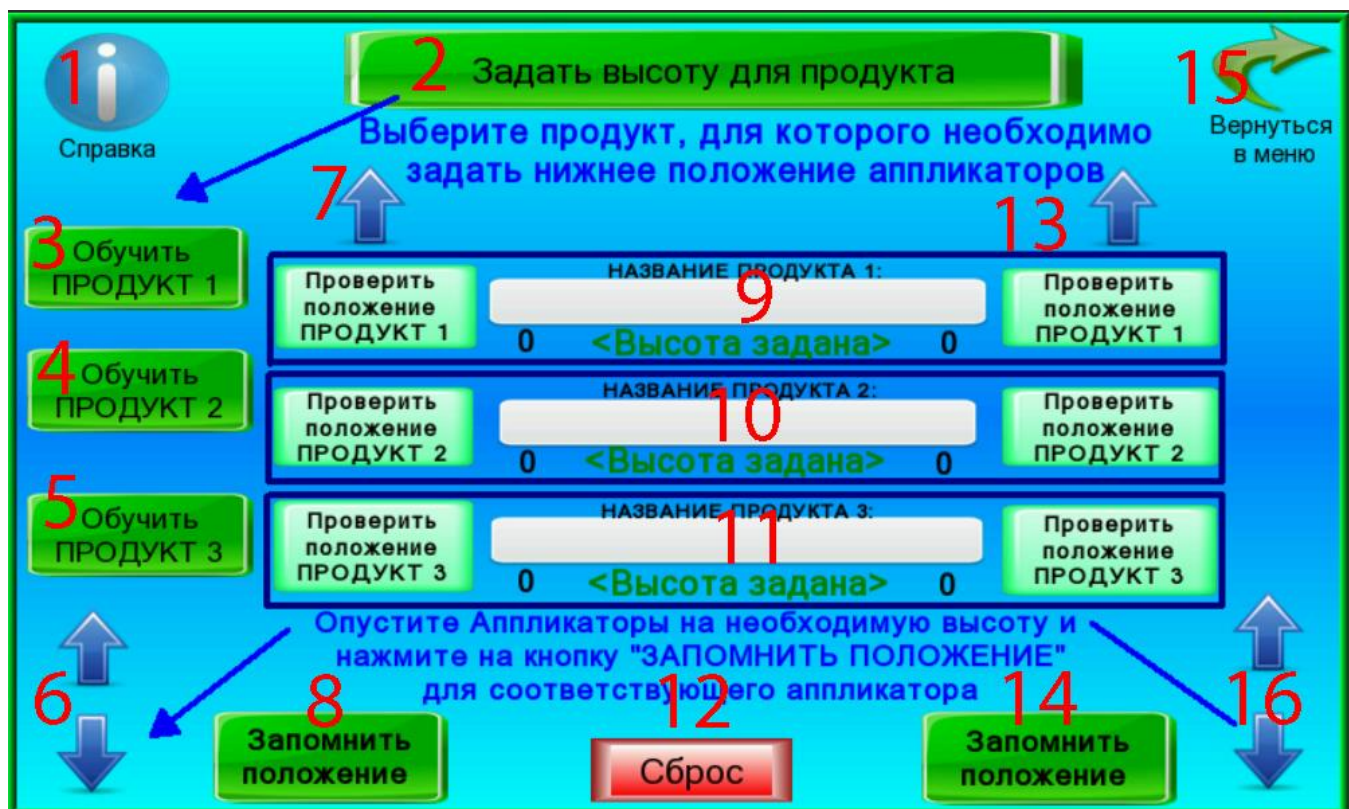 1
Справка
2
Задать высоту для продукта
15
Вернуться
в меню
Выберите продукт, для которого необходимо
задать нижнее положение аппликаторов
7
13
3
Обучить
ПРОДУКТ 1
Проверить
положение
ПРОДУКТ 1
НАЗВАНИЕ ПРОДУКТА 1:
9
0 <Высота задана> 0
Проверить
положение
ПРОДУКТ 1
4
Обучить
ПРОДУКТ 2
Проверить
положение
ПРОДУКТ 2
НАЗВАНИЕ ПРОДУКТА 2:
10
0 <Высота задана> 0
Проверить
положение
ПРОДУКТ 2
5
Обучить
ПРОДУКТ 3
Проверить
положение
ПРОДУКТ 3
НАЗВАНИЕ ПРОДУКТА 3:
11
0 <Высота задана> 0
Проверить
положение
ПРОДУКТ 3
Опустите Аппликаторы на необходимую высоту и
нажмите на кнопку "ЗАПОМНИТЬ ПОЛОЖЕНИЕ"
для соответствующего аппликатора
6
8
Запомнить
положение
12
Сброс
14
Запомнить
положение
16